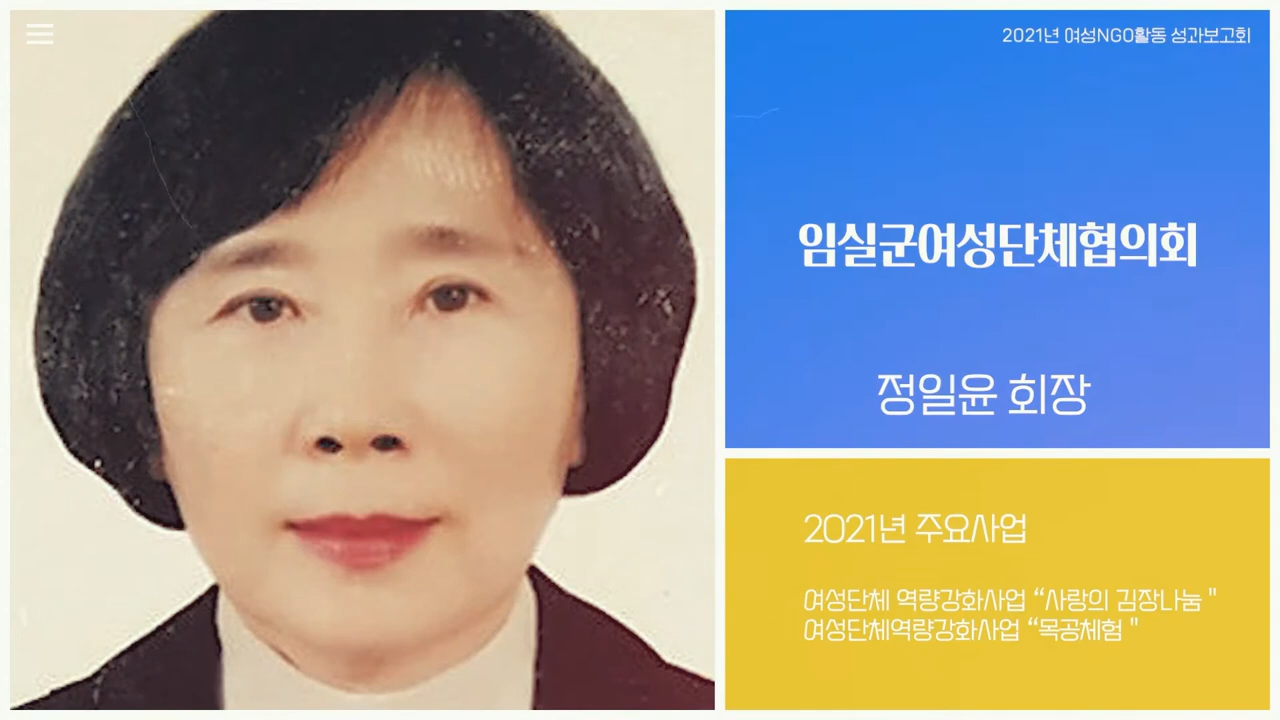 2021년 여성NGO활동 성과보고회
임실군여성단체협의회
정일윤 회장
2021년 주요사업
여성단체 역량강화사업 “사랑의 김장나눔 "
여성단체역량강화사업 “목공체험 "